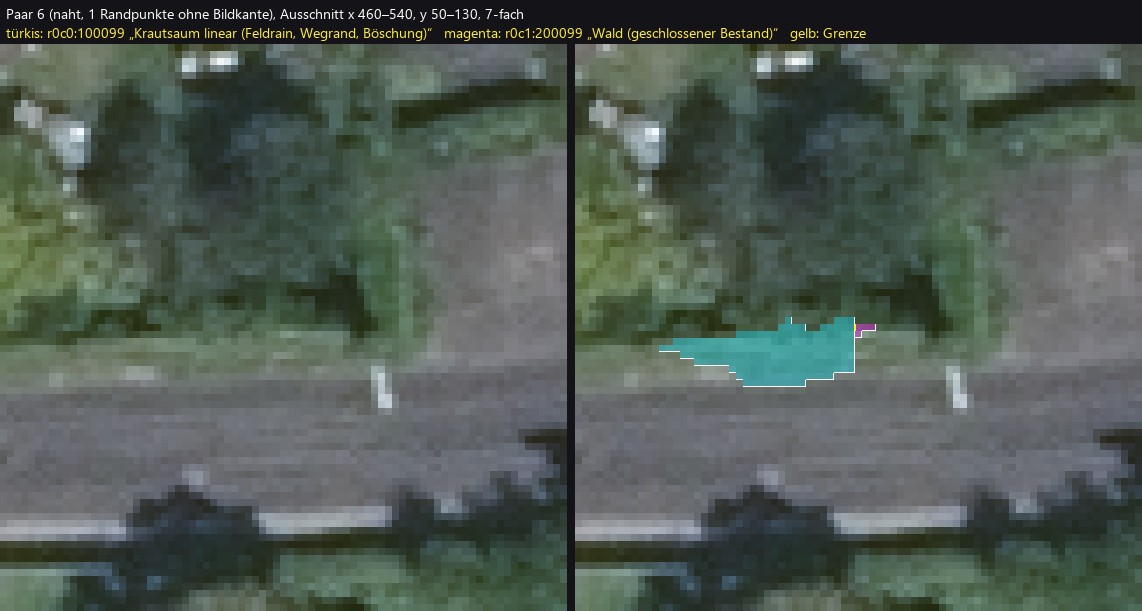 Paar 6 (naht, 1 Randpunkte ohne Bildkante), Ausschnitt x 460–540, y 50–130, 7-fach
türkis: r0c0:100099 „Krautsaum linear (Feldrain, Wegrand, Böschung)“ magenta: r0c1:200099 „Wald (geschlossener Bestand)“ gelb: Grenze